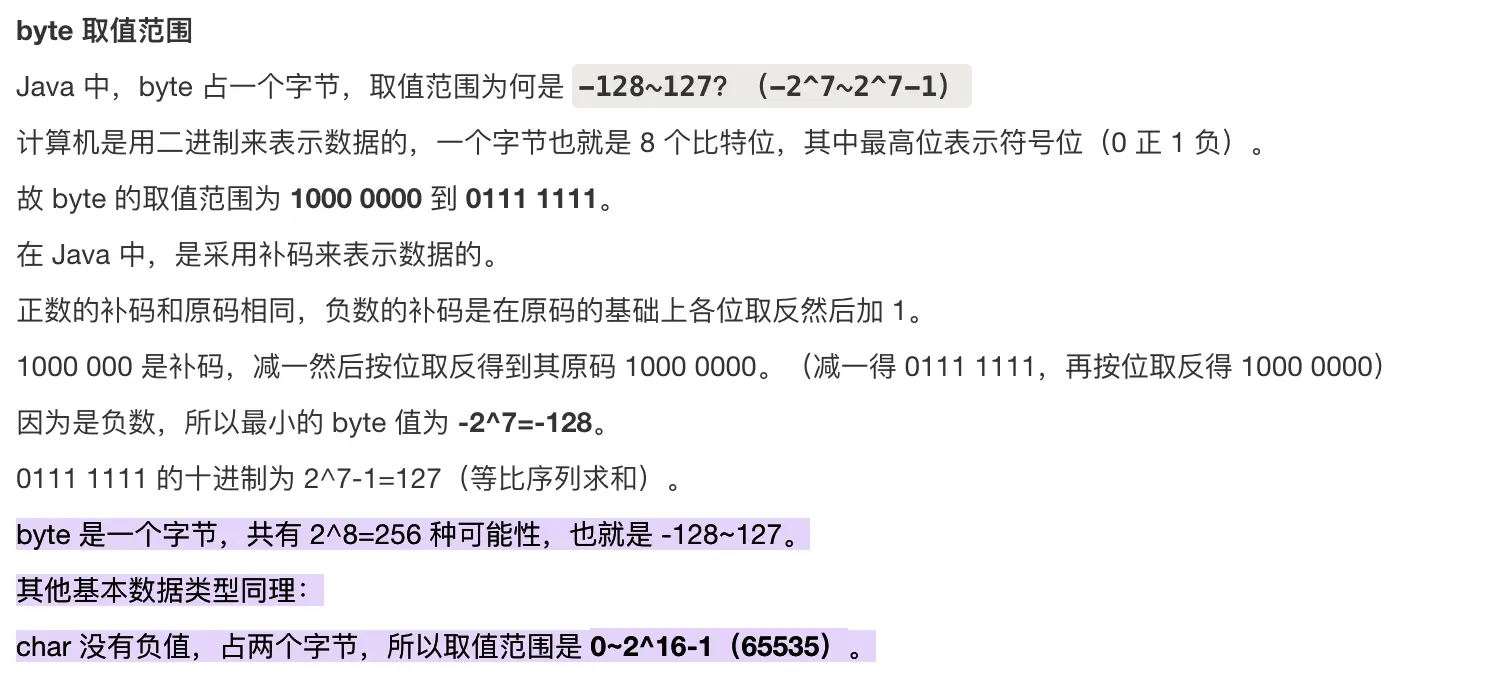 byte 取值范围
Java 中，byte 占一个字节，取值范围为何是 -128~127？（-2^7~2^7-1）
计算机是用二进制来表示数据的，一个字节也就是 8 个比特位，其中最高位表示符号位（0 正 1 负）。
故 byte 的取值范围为 1000 0000 到 0111 1111。
在 Java 中，是采用补码来表示数据的。
正数的补码和原码相同，负数的补码是在原码的基础上各位取反然后加 1。
1000 000 是补码，减一然后按位取反得到其原码 1000 0000。（减一得 0111 1111，再按位取反得 1000 0000）
因为是负数，所以最小的 byte 值为 -2^7=-128。
0111 1111 的十进制为 2^7-1=127（等比序列求和）。
byte 是一个字节，共有 2^8=256 种可能性，也就是 -128~127。
其他基本数据类型同理：
char 没有负值，占两个字节，所以取值范围是 0~2^16-1（65535）。